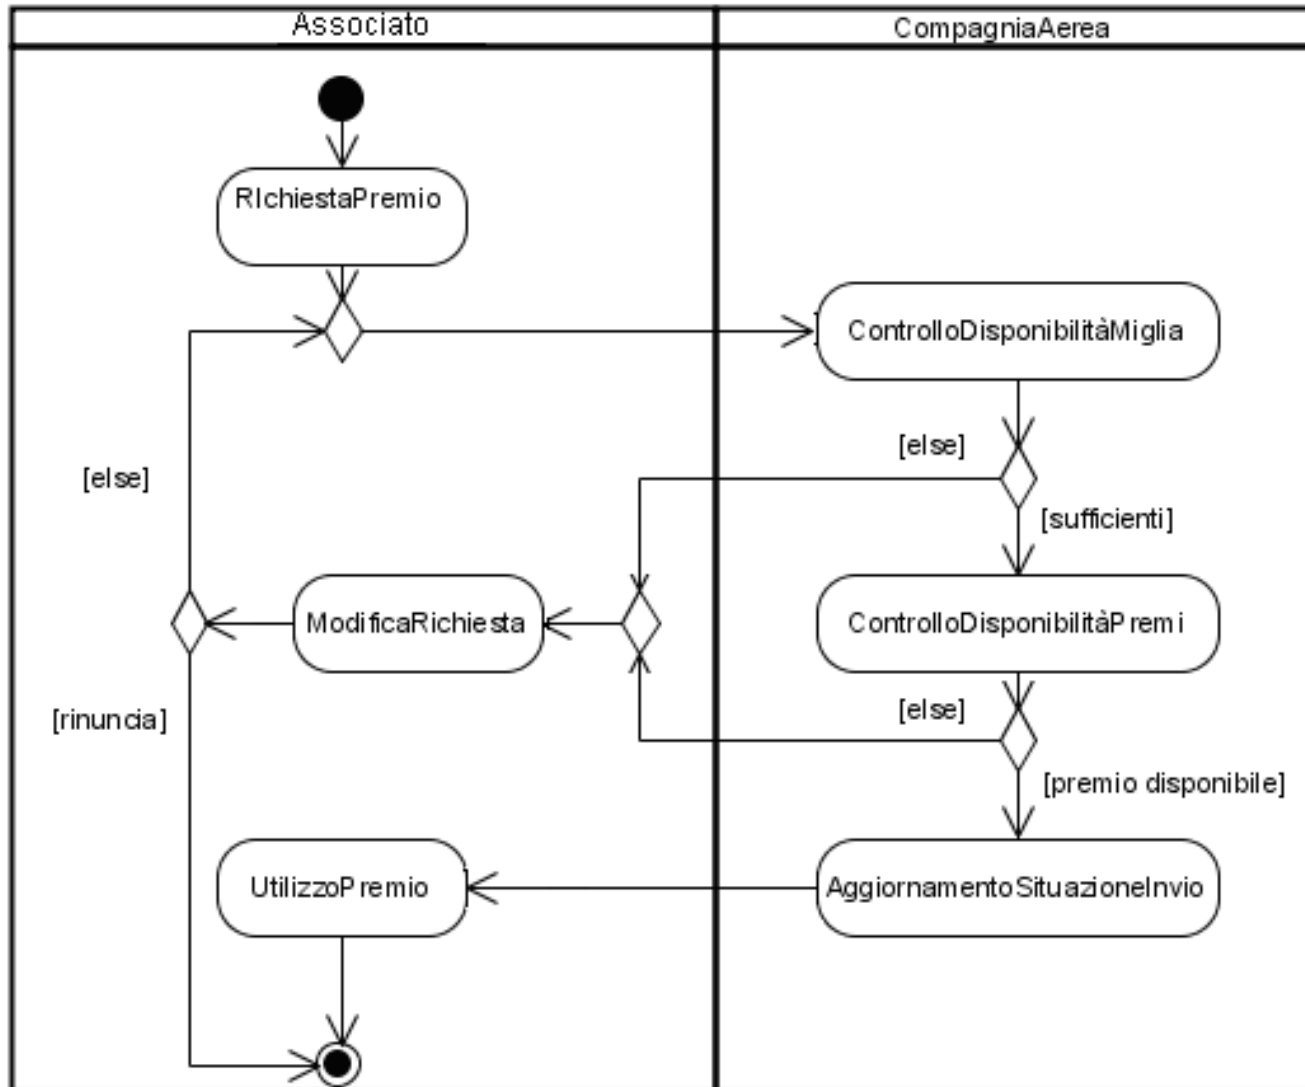 Associato
CompagniaAerea
RIchiestaPremio
ControlloDisponibilitàMiglia
[else]
[else]
[sufficienti]
ModificaRichiesta
ControlloDisponibilitàPremi
[rinuncia]
[else]
[premio disponibile]
UtilizzoPremio
AggiornamentoSituazioneInvio